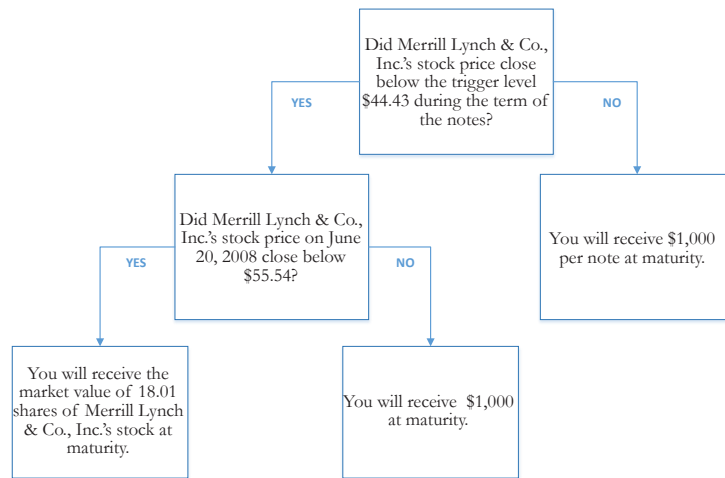 Did Merrill Lynch & Co.,
Inc.'s stock price close
below the trigger level
$44.43 during the term of
the notes?
YES
NO
Did Merrill Lynch & Co.,
Inc.'s stock price on June
20, 2008 close below
$55.54?
You will receive $1,000
per note at maturity.
YES
NO
You will receive the
market value of 18.01
shares of Merrill Lynch
& Co., Inc.'s stock at
maturity.
You will receive $1,000
at maturity.